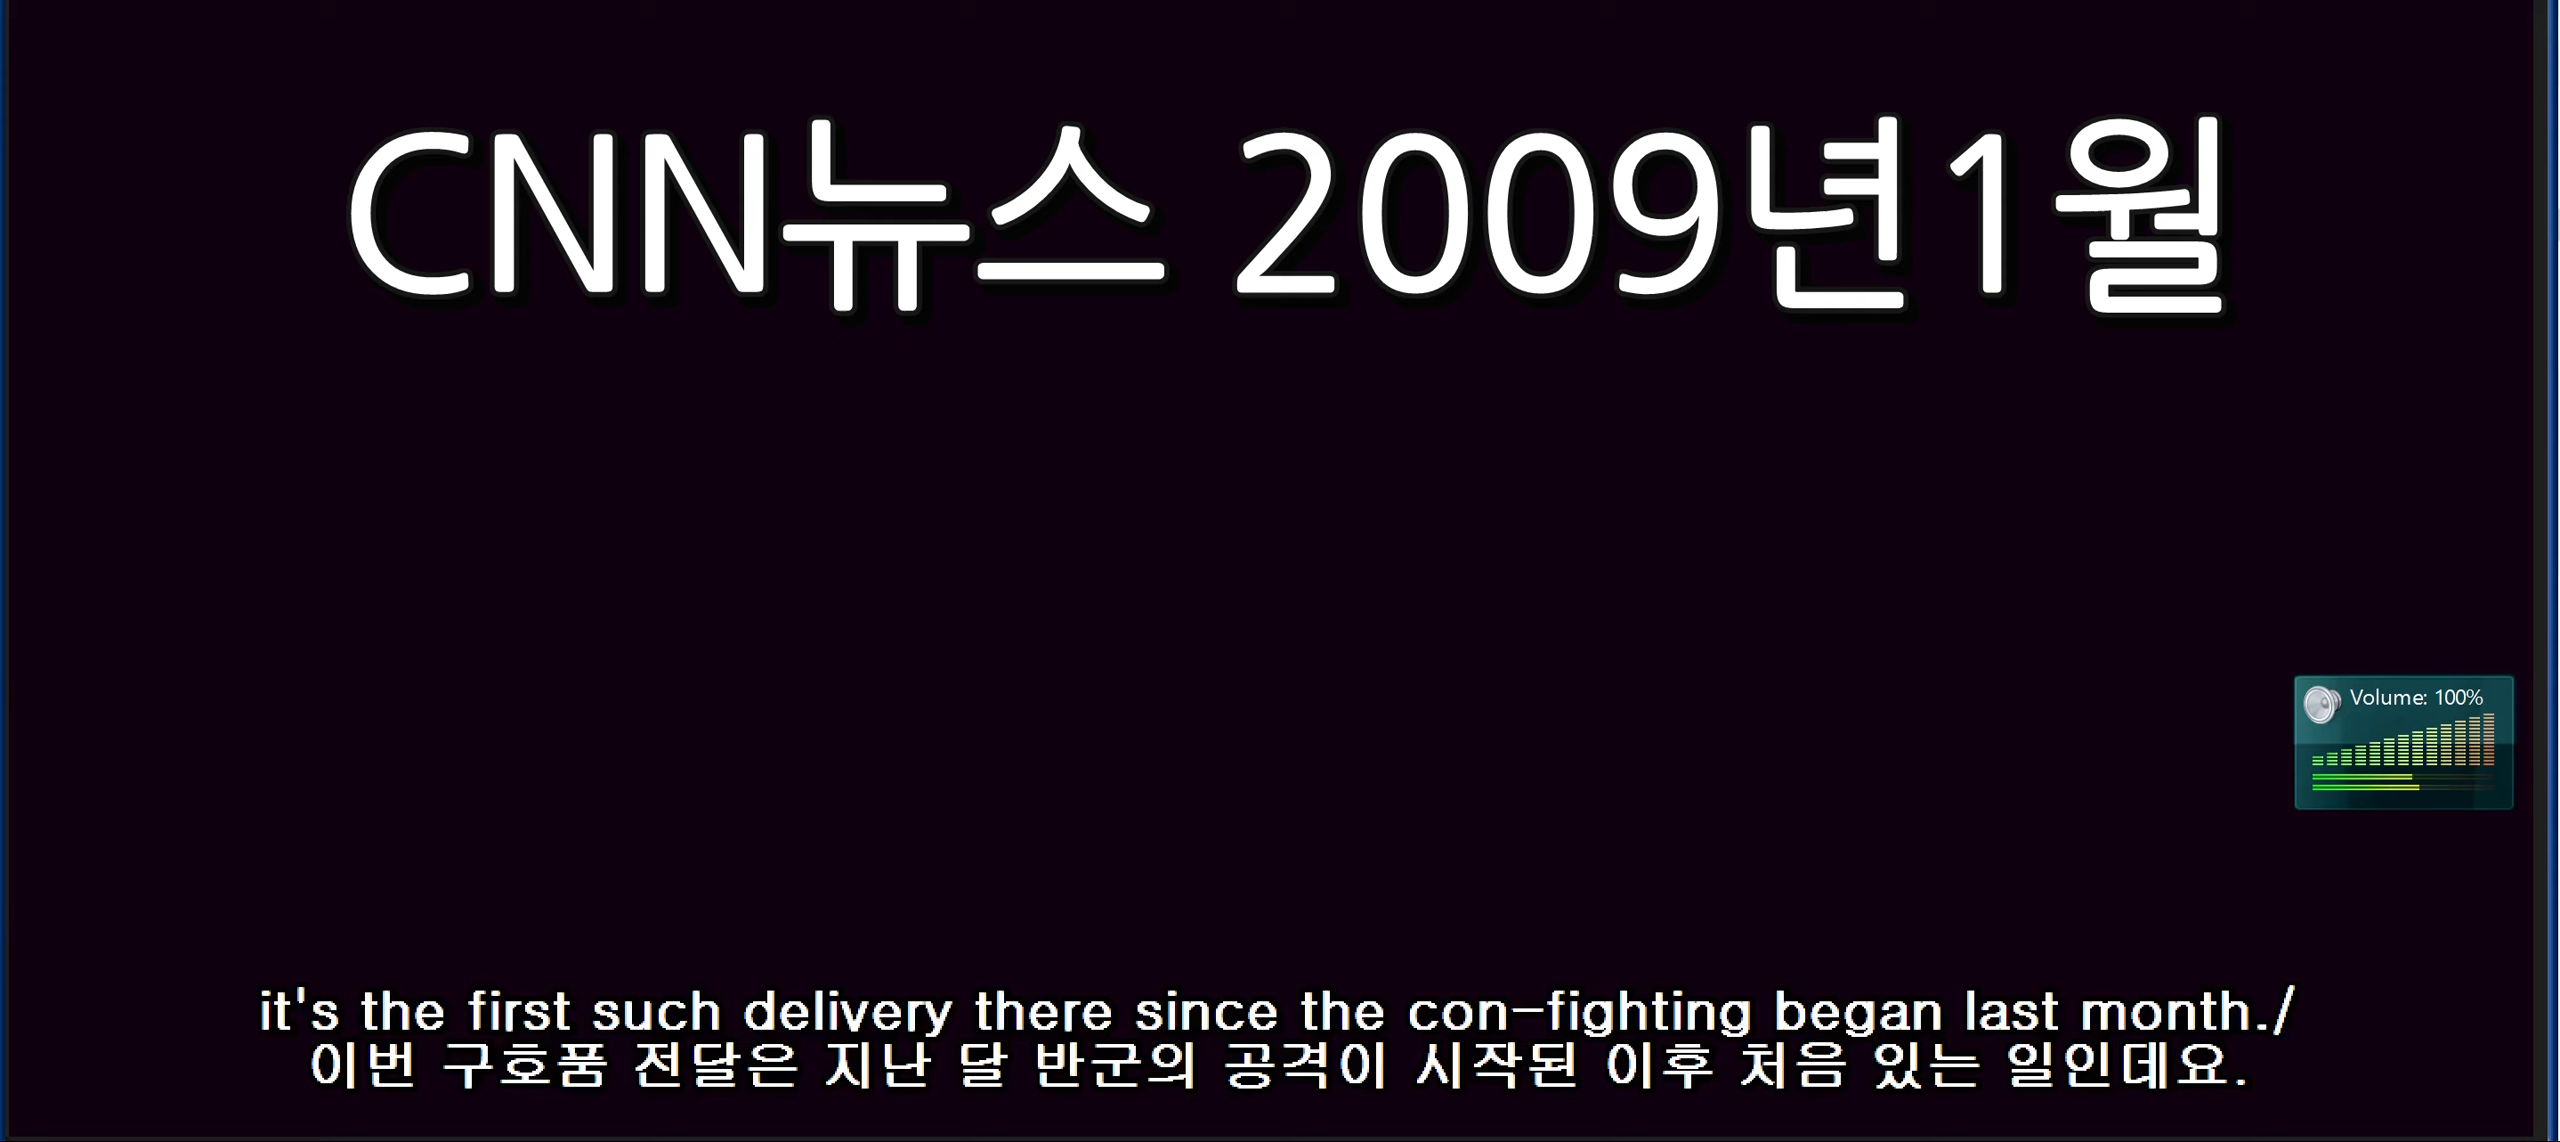 CNN뉴스 2009년1월
Volume: 100%
it's the first such delivery there since the con-fighting began last month./
이번 구호품 전달은 지난 달 반군의 공격이 시작된 이후 처음 있는 일인데요.